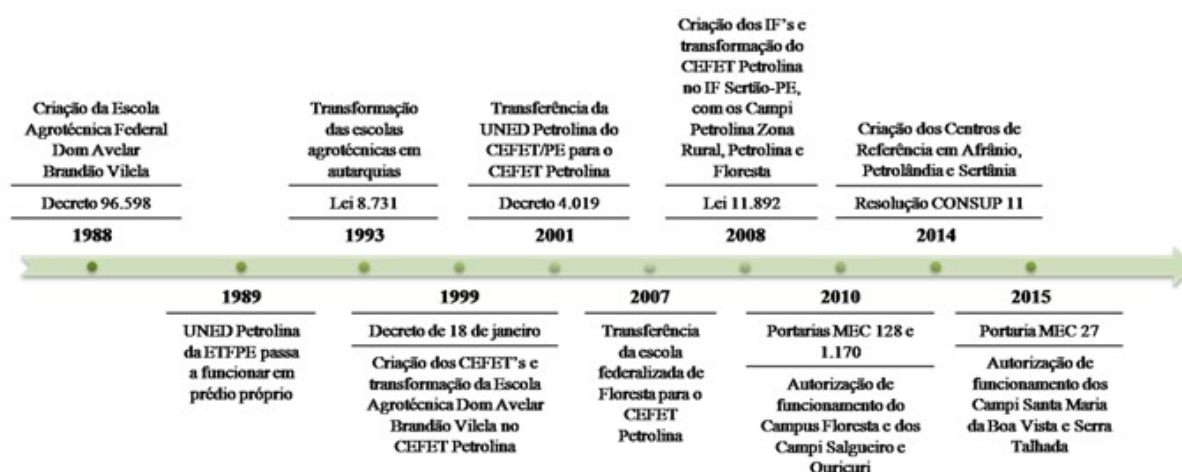 Criação da Escola
Agrotécnica Federal
Dom Avelar
Brandão Vilela
Decreto 96.598
1988
1989
UNED Petrolina
da ETFPE passa
a funcionar em
prédio próprio
Transformação
das escolas
agrotécnicas em
autarquias
Lei 8.731
1993
1999
Decreto de 18 de janeiro
Criação dos CEFET's e
transformação da Escola
Agrotécnica Dom Avelar
Brandão Vilela no
CEFET Petrolina
Transferência da
UNED Petrolina do
CEFET/PE para o
CEFET Petrolina
Decreto 4.019
2001
2007
Transferência
da escola
federalizada de
Floresta para o
CEFET
Petrolina
Criação dos IF's e
transformação do
CEFET Petrolina
no IF Sertão-PE,
com os Campi
Petrolina Zona
Rural, Petrolina e
Floresta
Lei 11.892
2008
2010
Portarias MEC 128 e
1.170
Autorização de
funcionamento do
Campus Floresta e dos
Campi Salgueiro e
Ouricuri
Criação dos Centros de
Referência em Afrânio,
Petrolândia e Sertânia
Resolução CONSUP 11
2014
2015
Portaria MEC 27
Autorização de
funcionamento dos
Campi Santa Maria
da Boa Vista e Serra
Talhada